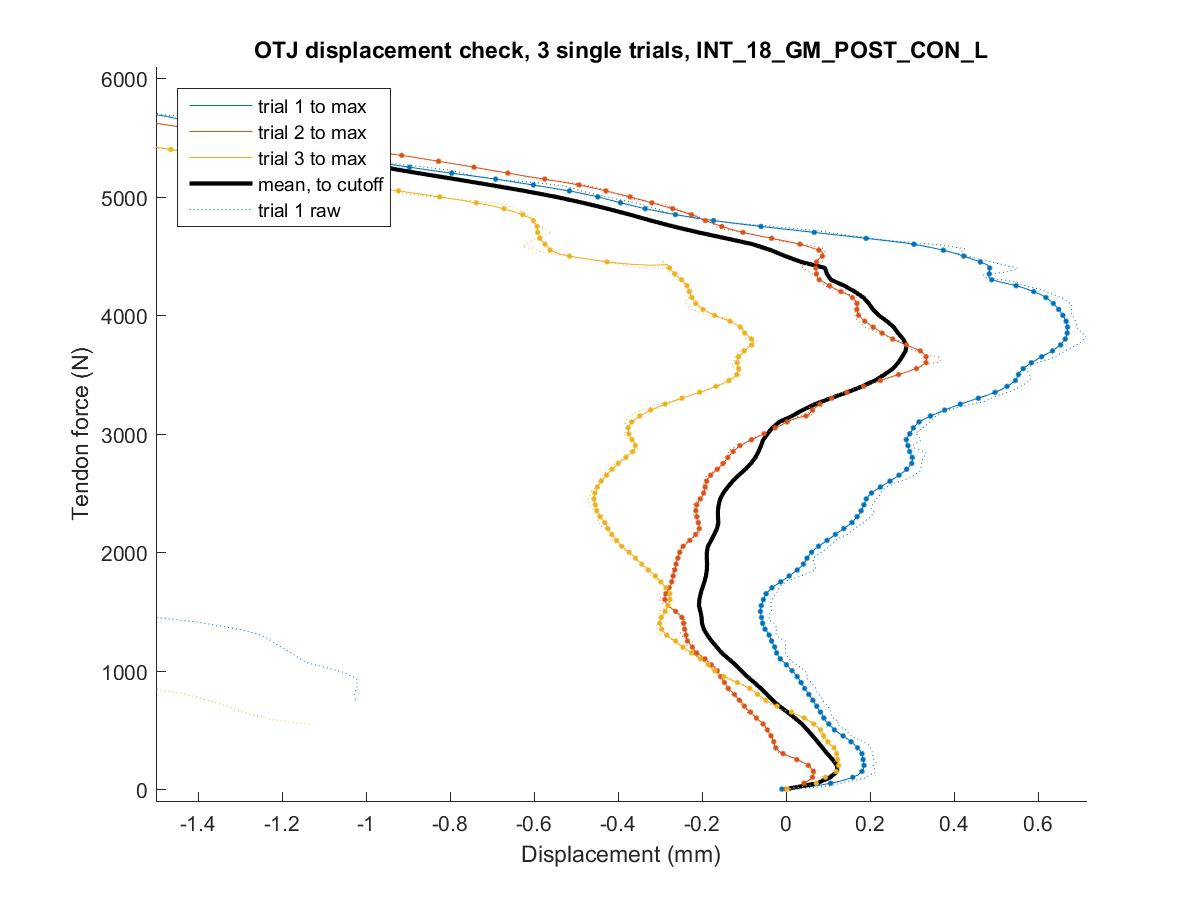 OTJ displacement check, 3 single trials, INT_18_GM_POST_CON_L
6000
trial 1 to max
trial 2 to max
trial 3 to max
mean, to cutoff
trial 1 raw
5000
4000
3000
2000
1000
0
Tendon force (N)
-1.4 -1.2 -1 -0.8 -0.6 -0.4 -0.2 0 0.2 0.4 0.6
Displacement (mm)